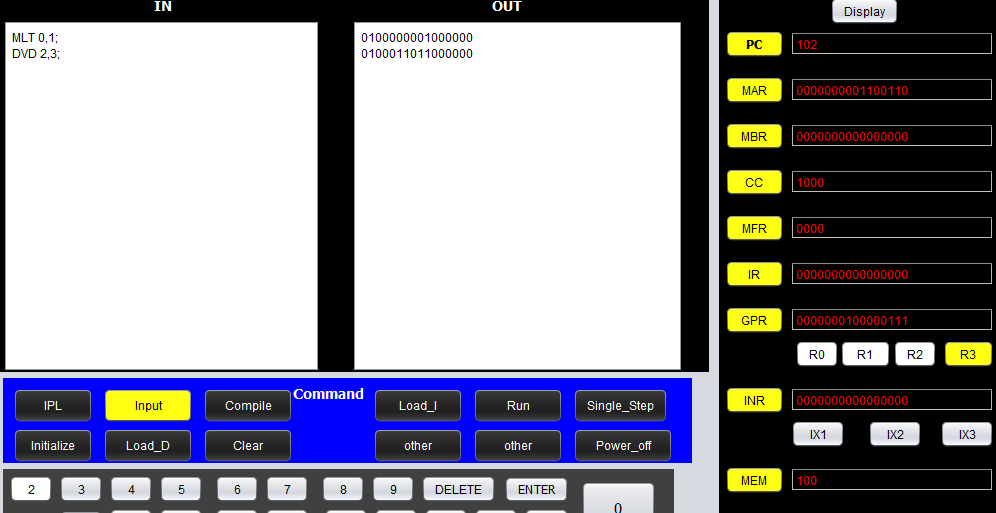 IN
OUT
MLT 0,1;
DVD 2,3;
0100000001000000
0100011011000000
Display
PC 102
MAR 0000000001100110
MBR 0000000000000000
CC 1000
MFR 0000
IR 0000000000000000
GPR 0000000100000111
R0 R1 R2 R3
INR 0000000000000000
IX1 IX2 IX3
MEM 100
Command
IPL Input Compile Load_I Run Single_Step
Initialize Load_D Clear other other Power_off
2 3 4 5 6 7 8 9 DELETE ENTER
0